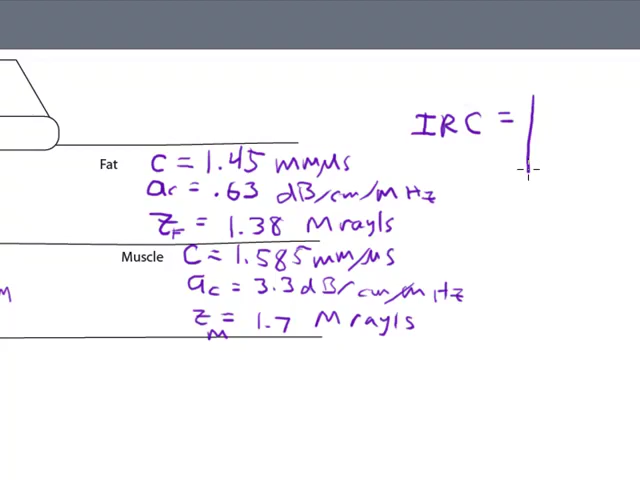 IRC = |
Fat C = 1.45 mm/μs
ac = .63 dB/cm/MHz
ZF = 1.38 Mrayls
Muscle C = 1.585 mm/μs
ac = 3.3 dB/cm/MHz
M
ZM = 1.7 Mrayls